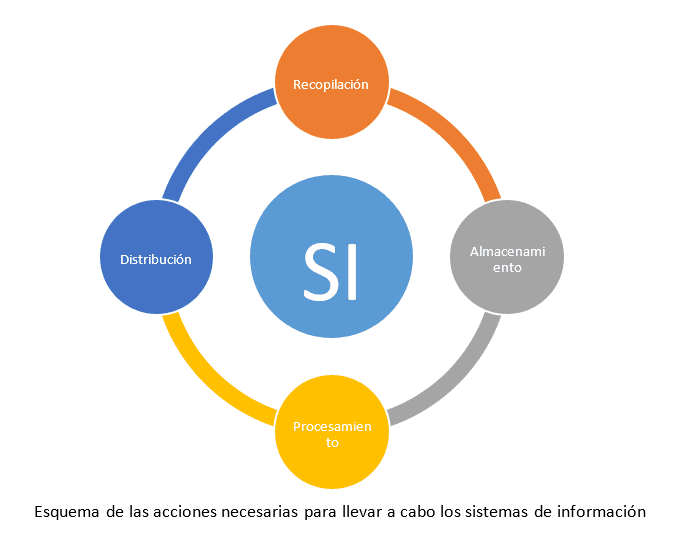 Recopilación
SI
Distribución
Almacenami
ento
Procesamien
to
Esquema de las acciones necesarias para llevar a cabo los sistemas de información